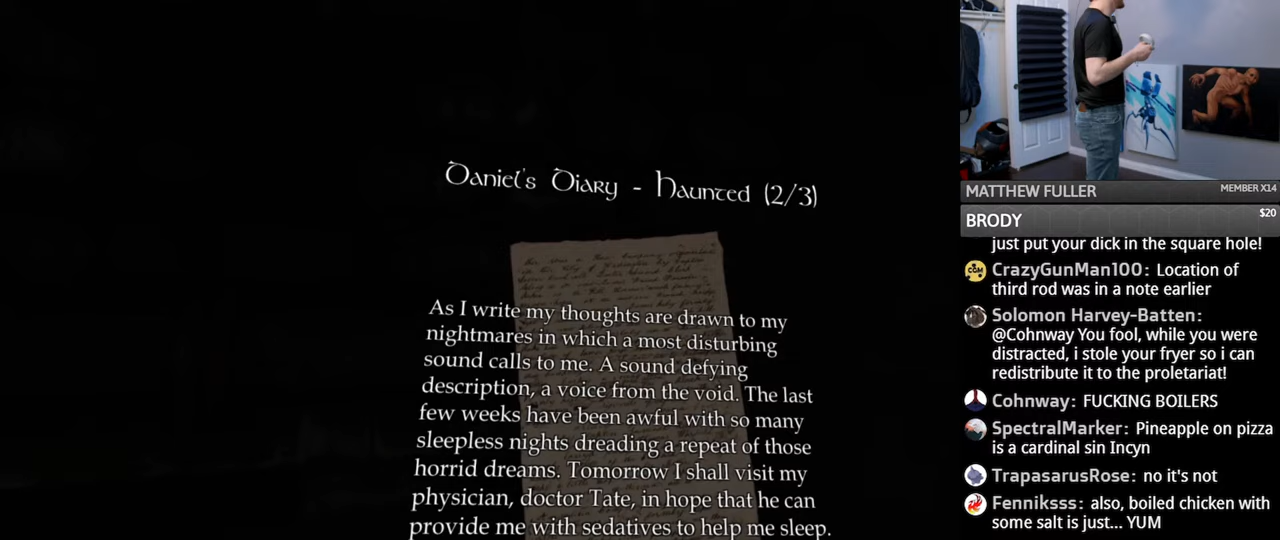 Daniel's Diary - Haunted (2/3)
As I write my thoughts are drawn to my
nightmares in which a most disturbing
sound calls to me. A sound defying
description, a voice from the void. The last
few weeks have been awful with so many
sleepless nights dreading a repeat of those
horrid dreams. Tomorrow I shall visit my
physician, doctor Tate, in hope that he can
provide me with sedatives to help me sleep.
MATTHEW FULLER MEMBER X14
BRODY $20
just put your dick in the square hole!
CrazyGunMan100: Location of
third rod was in a note earlier
Solomon Harvey-Batten:
@Cohnway You fool, while you were
distracted, i stole your fryer so i can
redistribute it to the proletariat!
Cohnway: FUCKING BOILERS
SpectralMarker: Pineapple on pizza
is a cardinal sin Incyn
TrapasarusRose: no it's not
Fenniksss: also, boiled chicken with
some salt is just... YUM